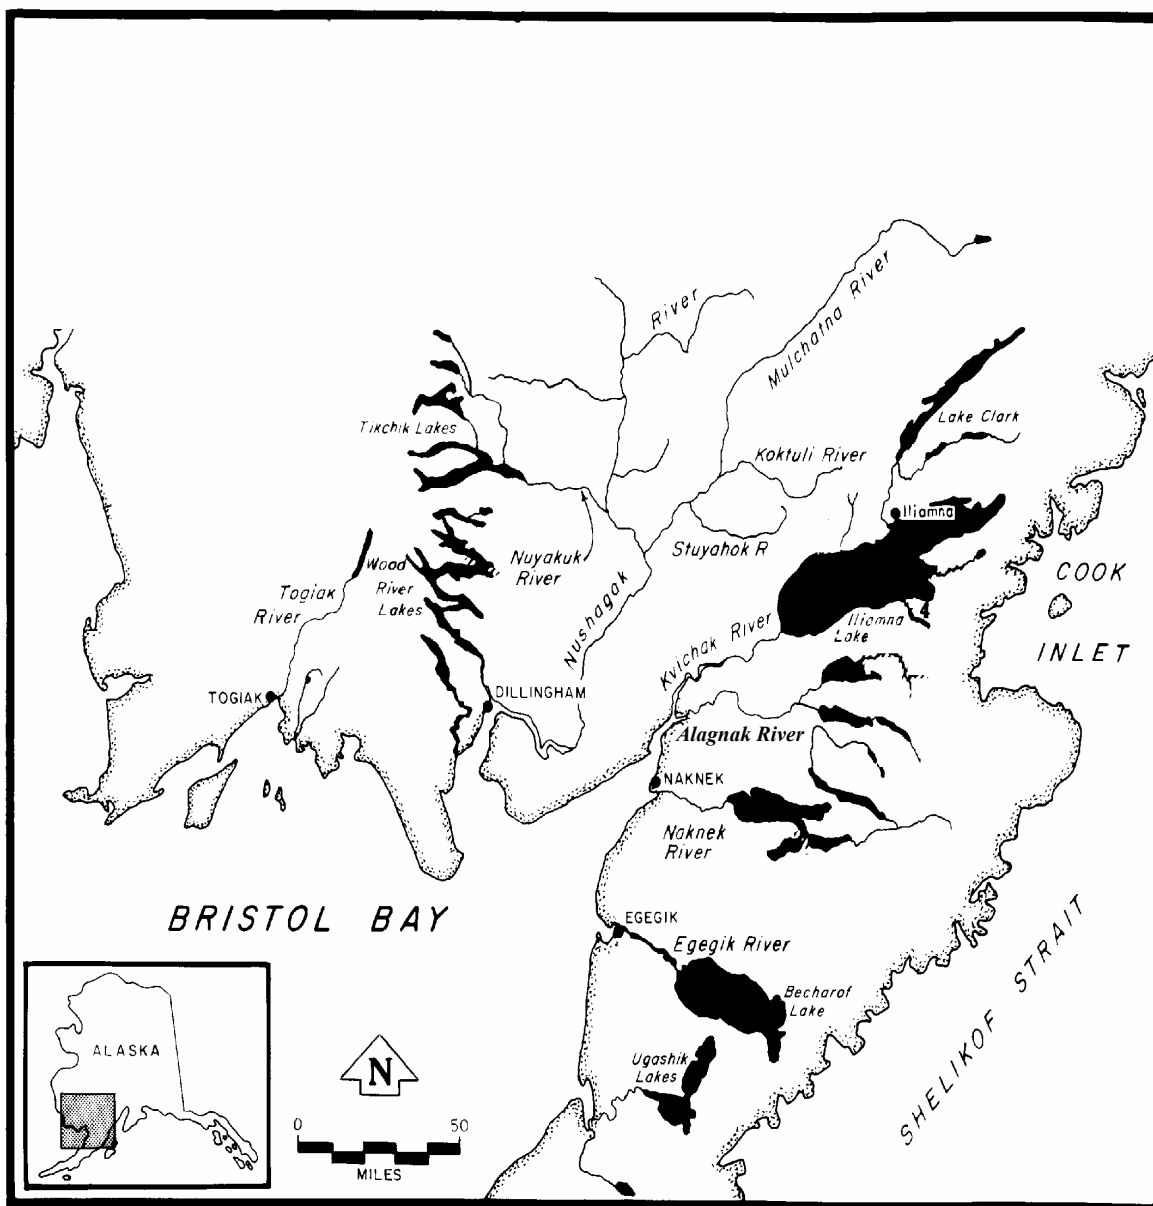 River
Mulchatna River
Lake Clark
Tikchik Lakes
Koktuli River
Iliamna
Stuyahok R
Nuyakuk
River
Wood
River
Lakes
Togiak
River
COOK
INLET
Iliamna
Lake
4
Nushagak
Kvichak River
TOGIAK
DILLINGHAM
Alagnak River
NAKNEK
Naknek
River
BRISTOL BAY
EGEGIK
Egegik River
Becharof
Lake
SHELIKOF STRAIT
Ugashik
Lakes
ALASKA
N
0 50
MILES